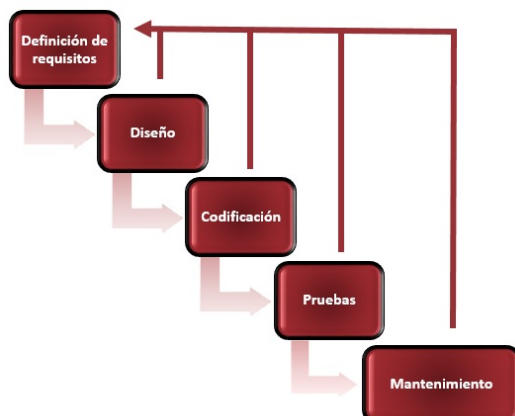 Definición de
requisitos
Diseño
Codificación
Pruebas
Mantenimiento